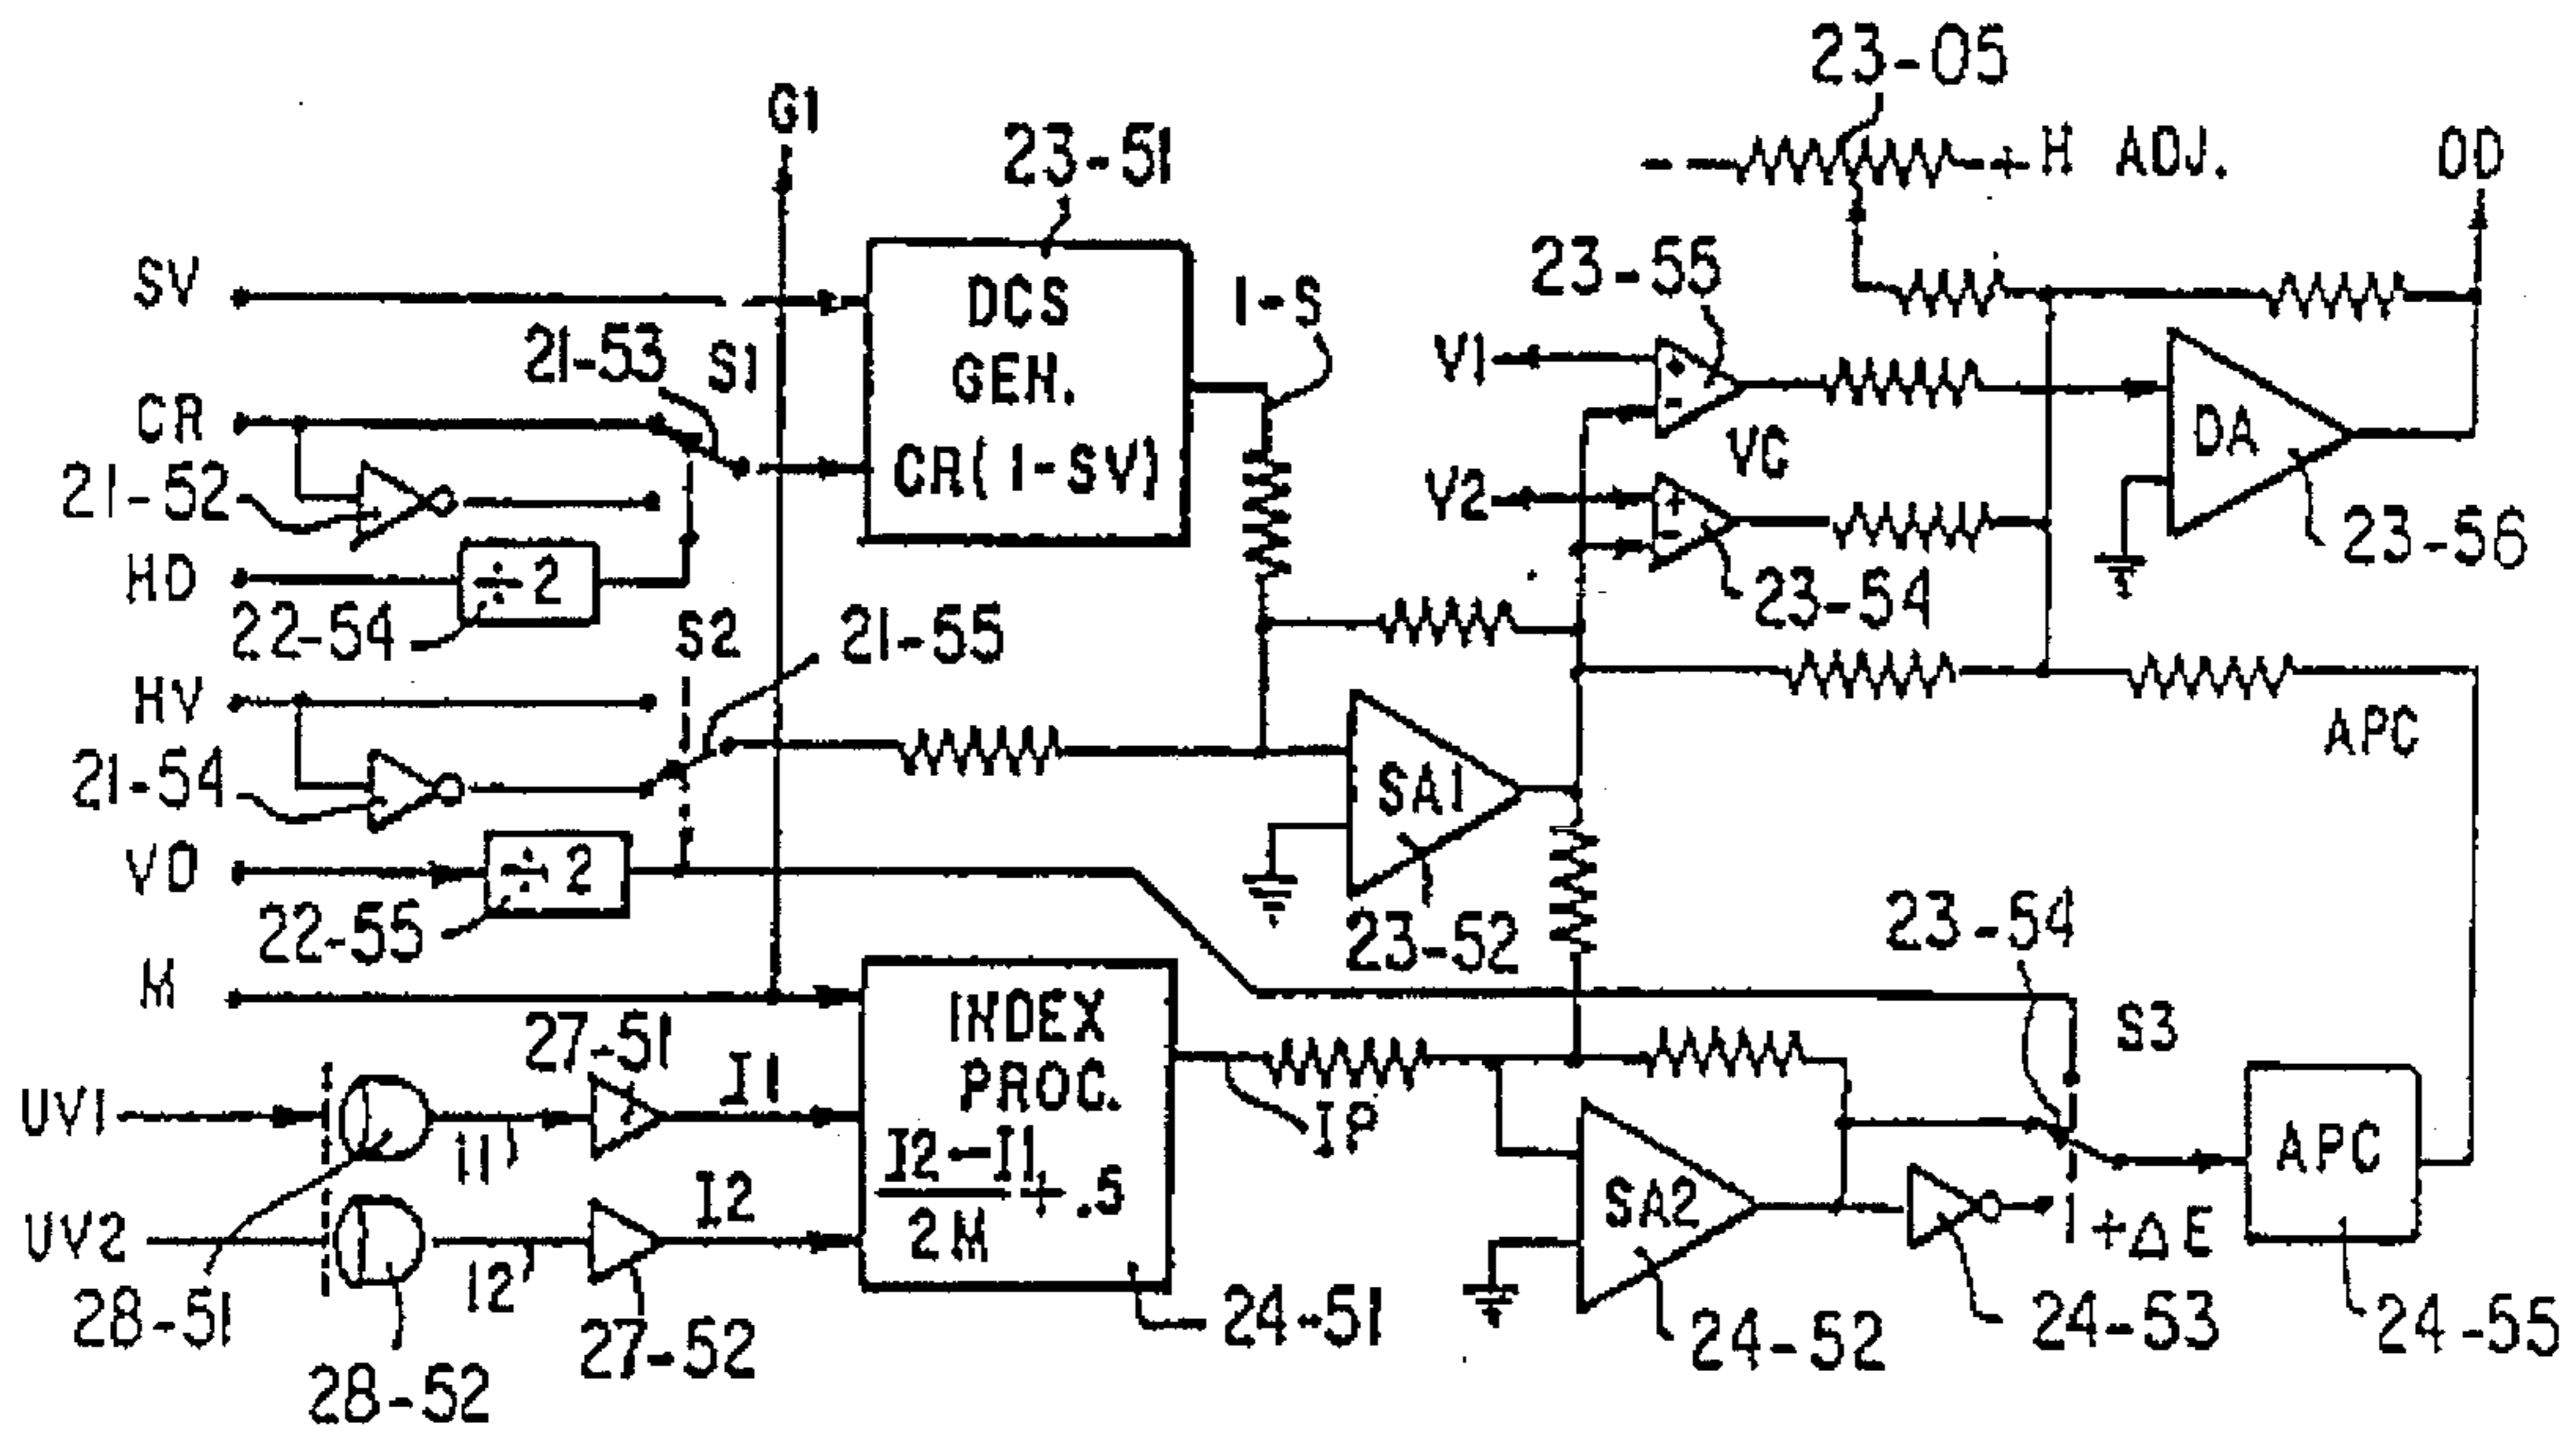 23-05
G1
- + H ADJ.
OD
23-51
SV
DCS
GEN.
CR(1-SV)
1-S
23-55
21-53
S1
V1
+
-
CR
VC
DA
21-52
V2
+
-
23-56
HD
÷ 2
23-54
22-54
S2
21-55
HV
APC
21-54
SA1
VD
÷ 2
23-52
22-55
23-54
M
INDEX
PROC.
I2-I1
2M
+ .5
S3
27-51
UV1
I1
I1
IP
APC
SA2
UV2
I2
I2
+ΔE
28-51
27-52
24-51
24-52
24-53
24-55
28-52